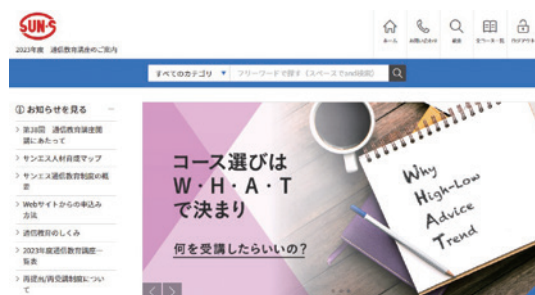 SUN·S
2023年度 通信教育講座のご案内
ホーム
お問い合わせ
検索
全コース一覧
ログアウト
すべてのカテゴリ ▼
フリーワードで探す（スペースでand検索）
お知らせを見る
> 第38回 通信教育講座開講にあたって
> サンエス人材育成マップ
> サンエス通信教育制度の概要
> Webサイトからの申込み方法
> 通信教育のしくみ
> 2023年度通信教育講座一覧表
> 再提出/再受講制度について
コース選びは
W・H・A・T
で決まり
何を受講したらいいの？
Why
High-Low
Advice
Trend